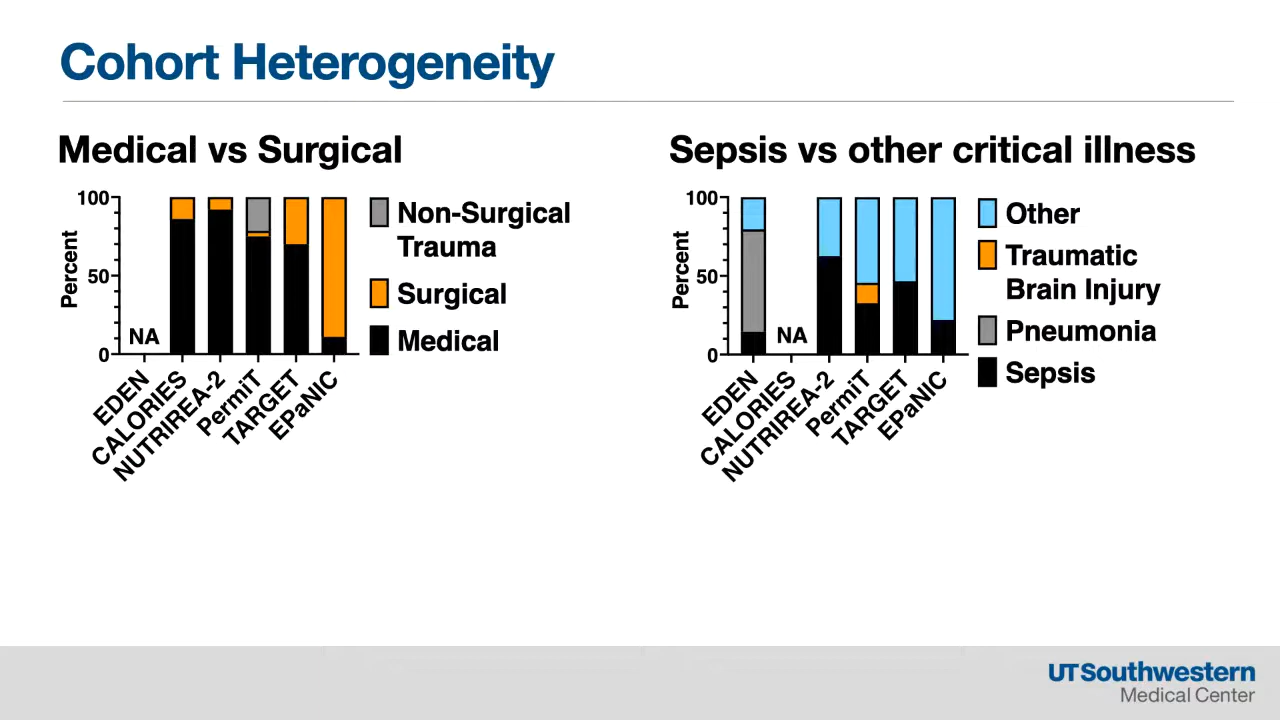 Cohort Heterogeneity
Medical vs Surgical
Percent
100
50
0
NA
EDEN
CALORIES
NUTRIREA-2
PermiT
TARGET
EPaNIC
Non-Surgical
Trauma
Surgical
Medical
Sepsis vs other critical illness
Percent
100
50
0
NA
EDEN
CALORIES
NUTRIREA-2
PermiT
TARGET
EPaNIC
Other
Traumatic
Brain Injury
Pneumonia
Sepsis
UTSouthwestern
Medical Center